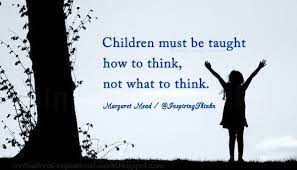 Children must be taught
how to think,
not what to think.
Margaret Mead / @InspiringThinkn